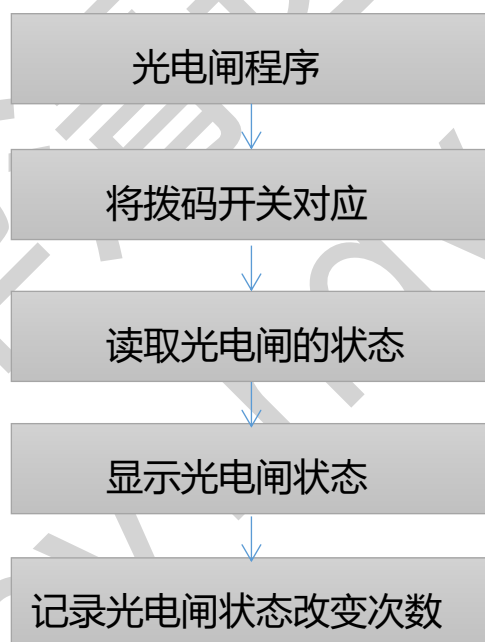 光电闸程序
将拨码开关对应
读取光电闸的状态
显示光电闸状态
记录光电闸状态改变次数